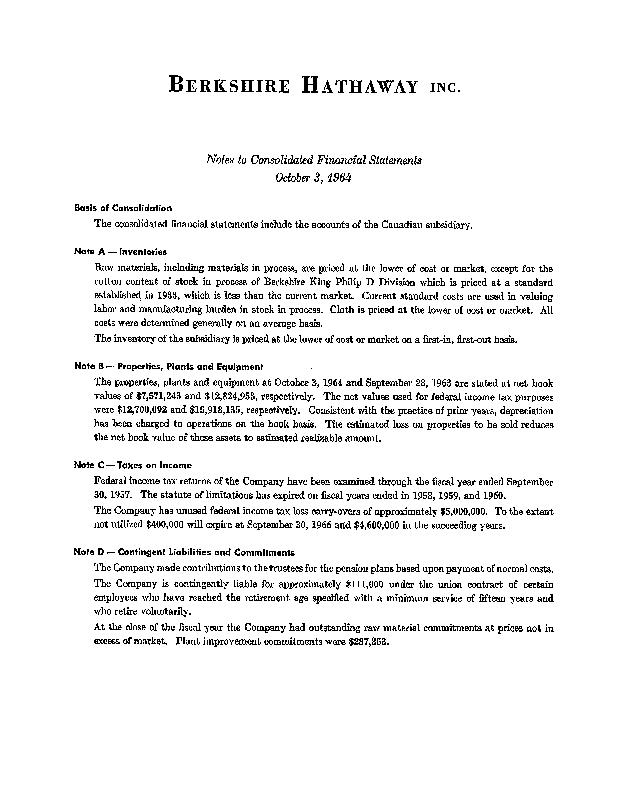 BERKSHIRE HATHAWAY INC.
Notes to Consolidated Financial Statements
October 3, 1964
Basis of Consolidation
The consolidated financial statements include the accounts of the Canadian subsidiary.
Note A — Inventories
Raw materials, including materials in process, are priced at the lower of cost or market, except for the
cotton content of stock in process of Berkshire King Philip D Division which is priced at a standard
established in 1933, which is less than the current market. Current standard costs are used in valuing
labor and manufacturing burden in stock in process. Cloth is priced at the lower of cost or market. All
costs were determined generally on an average basis.
The inventory of the subsidiary is priced at the lower of cost or market on a first-in, first-out basis.
Note B — Properties, Plants and Equipment
The properties, plants and equipment at October 3, 1964 and September 28, 1963 are stated at net book
values of $7,571,243 and $12,824,953, respectively. The net values used for federal income tax purposes
were $12,700,092 and $19,918,135, respectively. Consistent with the practice of prior years, depreciation
has been charged to operations on the book basis. The estimated loss on properties to be sold reduces
the net book value of those assets to estimated realizable amount.
Note C — Taxes on Income
Federal income tax returns of the Company have been examined through the fiscal year ended September
30, 1957. The statute of limitations has expired on fiscal years ended in 1958, 1959, and 1960.
The Company has unused federal income tax loss carry-overs of approximately $5,000,000. To the extent
not utilized $400,000 will expire at September 30, 1966 and $4,600,000 in the succeeding years.
Note D — Contingent Liabilities and Commitments
The Company made contributions to the trustees for the pension plans based upon payment of normal costs.
The Company is contingently liable for approximately $111,000 under the union contract of certain
employees who have reached the retirement age specified with a minimum service of fifteen years and
who retire voluntarily.
At the close of the fiscal year the Company had outstanding raw material commitments at prices not in
excess of market. Plant improvement commitments were